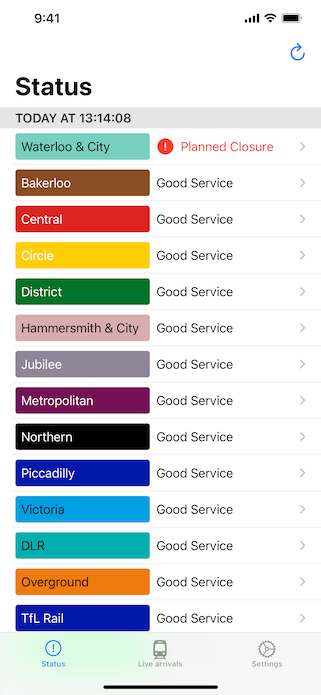 9:41
Status
TODAY AT 13:14:08
Waterloo & City Planned Closure
Bakerloo Good Service
Central Good Service
Circle Good Service
District Good Service
Hammersmith & City Good Service
Jubilee Good Service
Metropolitan Good Service
Northern Good Service
Piccadilly Good Service
Victoria Good Service
DLR Good Service
Overground Good Service
TfL Rail Good Service
Status Live arrivals Settings